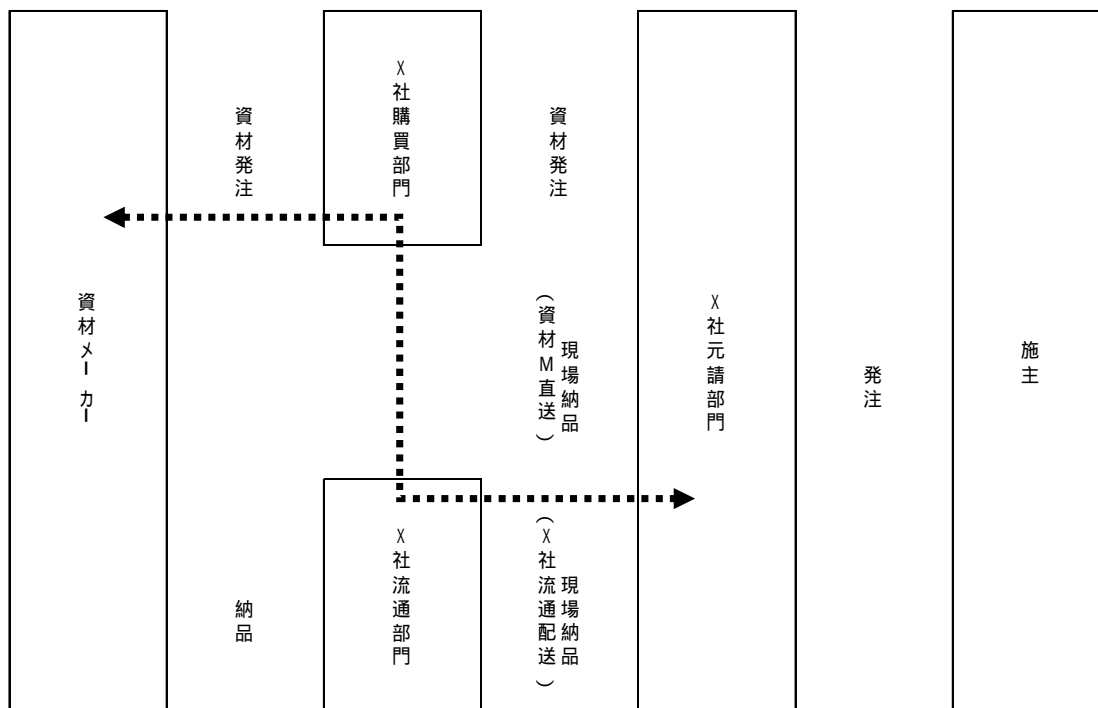 資材メーカー
資材発注
納品
X社購買部門
X社流通部門
資材発注
現場納品
(資材M直送)
現場納品
(X社流通配送)
X社元請部門
発注
施主